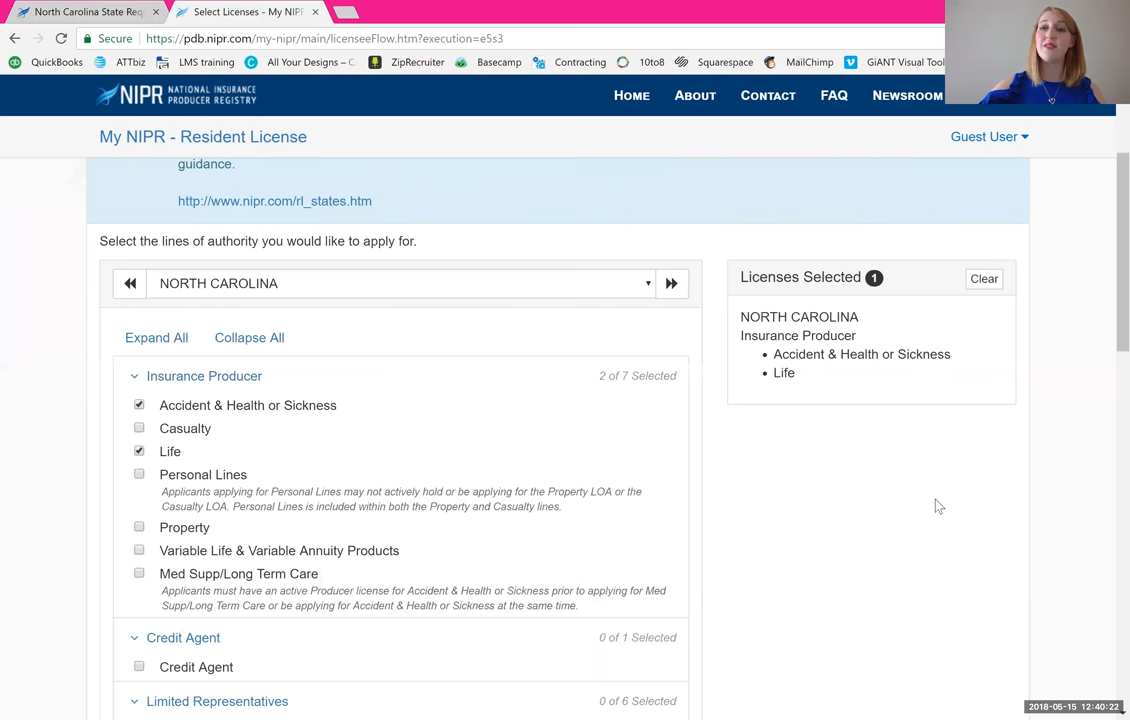 North Carolina State Req
Select Licenses - My NIPR
Secure
https://pdb.nipr.com/my-nipr/main/licenseeFlow.htm?execution=e5s3
QuickBooks
ATTbiz
LMS training
All Your Designs – C
ZipRecruiter
Basecamp
Contracting
10to8
Squarespace
MailChimp
GiANT Visual Tool
NIPR NATIONAL INSURANCE
PRODUCER REGISTRY
HOME
ABOUT
CONTACT
FAQ
NEWSROOM
My NIPR - Resident License
Guest User
guidance.
http://www.nipr.com/rl_states.htm
Select the lines of authority you would like to apply for.
NORTH CAROLINA
Expand All
Collapse All
Insurance Producer
2 of 7 Selected
Accident & Health or Sickness
Casualty
Life
Personal Lines
Applicants applying for Personal Lines may not actively hold or be applying for the Property LOA or the
Casualty LOA. Personal Lines is included within both the Property and Casualty lines.
Property
Variable Life & Variable Annuity Products
Med Supp/Long Term Care
Applicants must have an active Producer license for Accident & Health or Sickness prior to applying for Med
Supp/Long Term Care or be applying for Accident & Health or Sickness at the same time.
Credit Agent
0 of 1 Selected
Credit Agent
Limited Representatives
0 of 6 Selected
Licenses Selected 1
Clear
NORTH CAROLINA
Insurance Producer
• Accident & Health or Sickness
• Life
2018-05-15 12:40:22